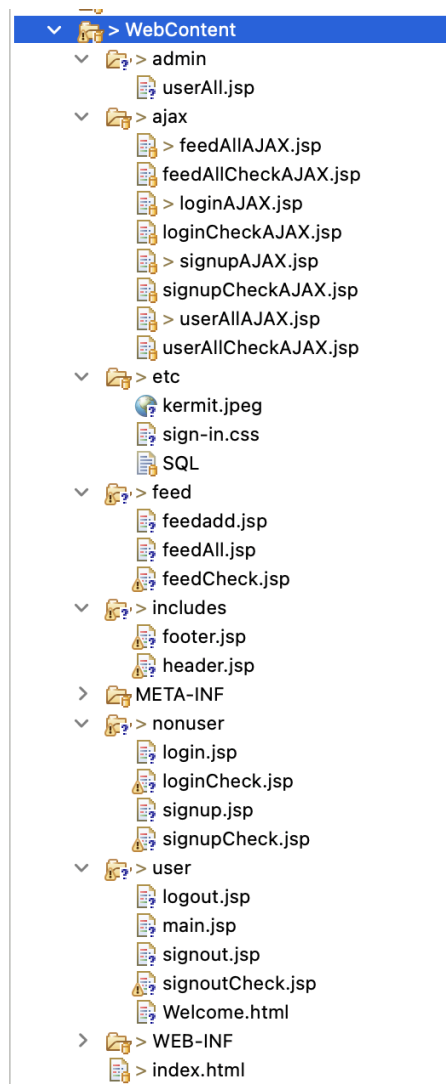 > WebContent
> admin
userAll.jsp
> ajax
> feedAllAJAX.jsp
feedAllCheckAJAX.jsp
> loginAJAX.jsp
loginCheckAJAX.jsp
> signupAJAX.jsp
signupCheckAJAX.jsp
> userAllAJAX.jsp
userAllCheckAJAX.jsp
> etc
kermit.jpeg
sign-in.css
SQL
> feed
feedadd.jsp
feedAll.jsp
feedCheck.jsp
> includes
footer.jsp
header.jsp
META-INF
> nonuser
login.jsp
loginCheck.jsp
signup.jsp
signupCheck.jsp
> user
logout.jsp
main.jsp
signout.jsp
signoutCheck.jsp
Welcome.html
> WEB-INF
> index.html